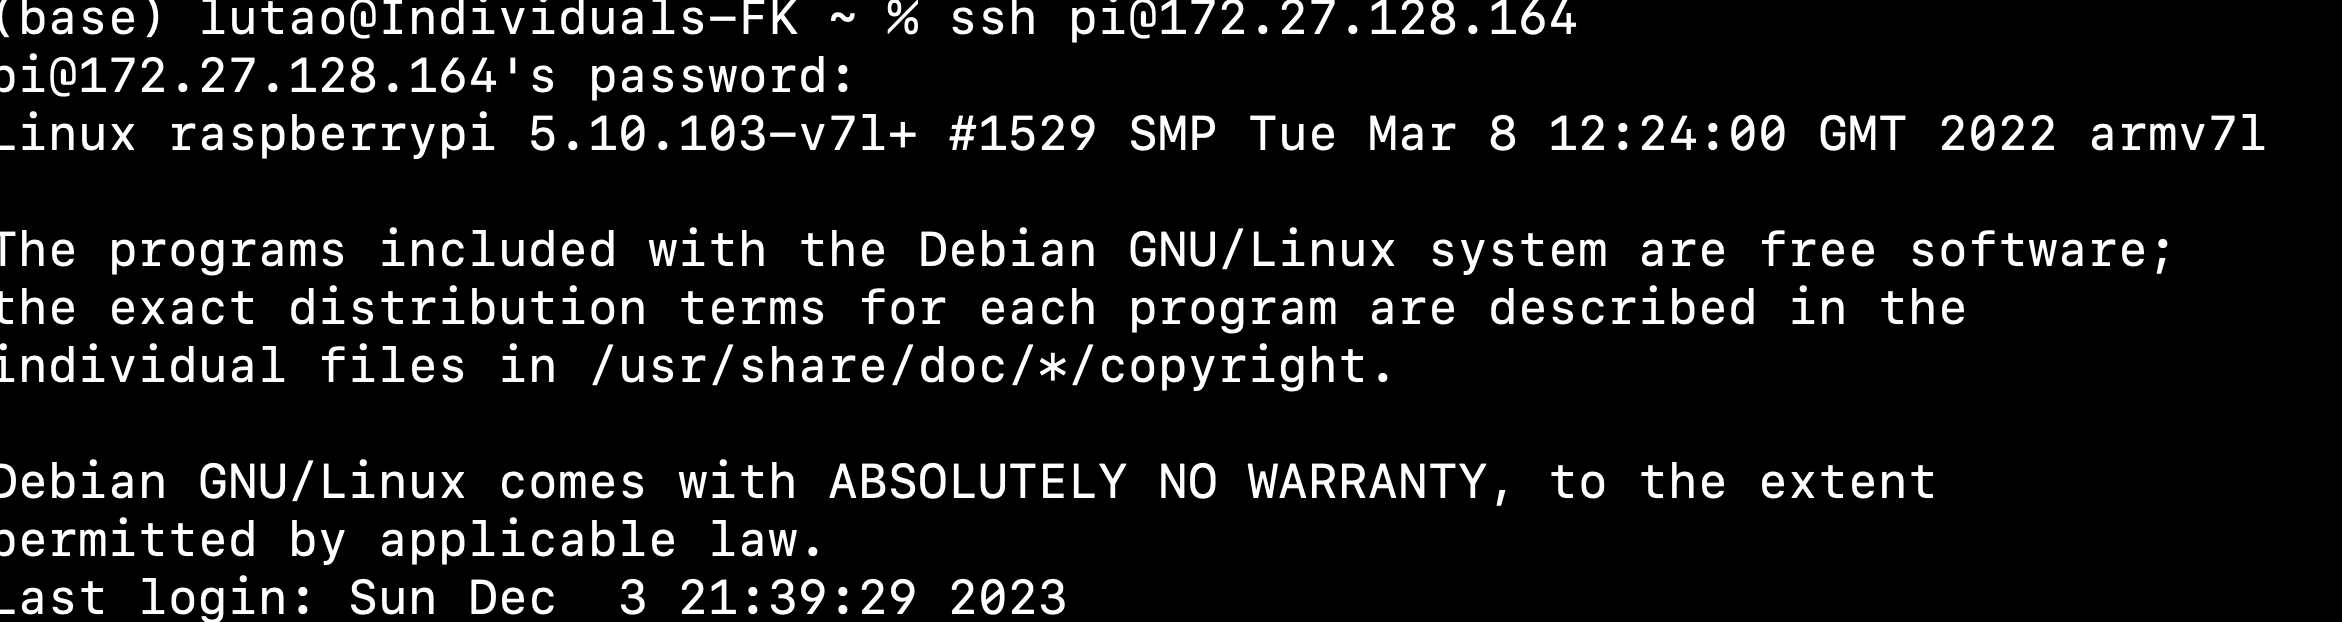 (base) lutao@Individuals-FK ~ % ssh pi@172.27.128.164
pi@172.27.128.164's password:
Linux raspberrypi 5.10.103-v7l+ #1529 SMP Tue Mar 8 12:24:00 GMT 2022 armv7l
The programs included with the Debian GNU/Linux system are free software;
the exact distribution terms for each program are described in the
individual files in /usr/share/doc/*/copyright.
Debian GNU/Linux comes with ABSOLUTELY NO WARRANTY, to the extent
permitted by applicable law.
Last login: Sun Dec  3 21:39:29 2023